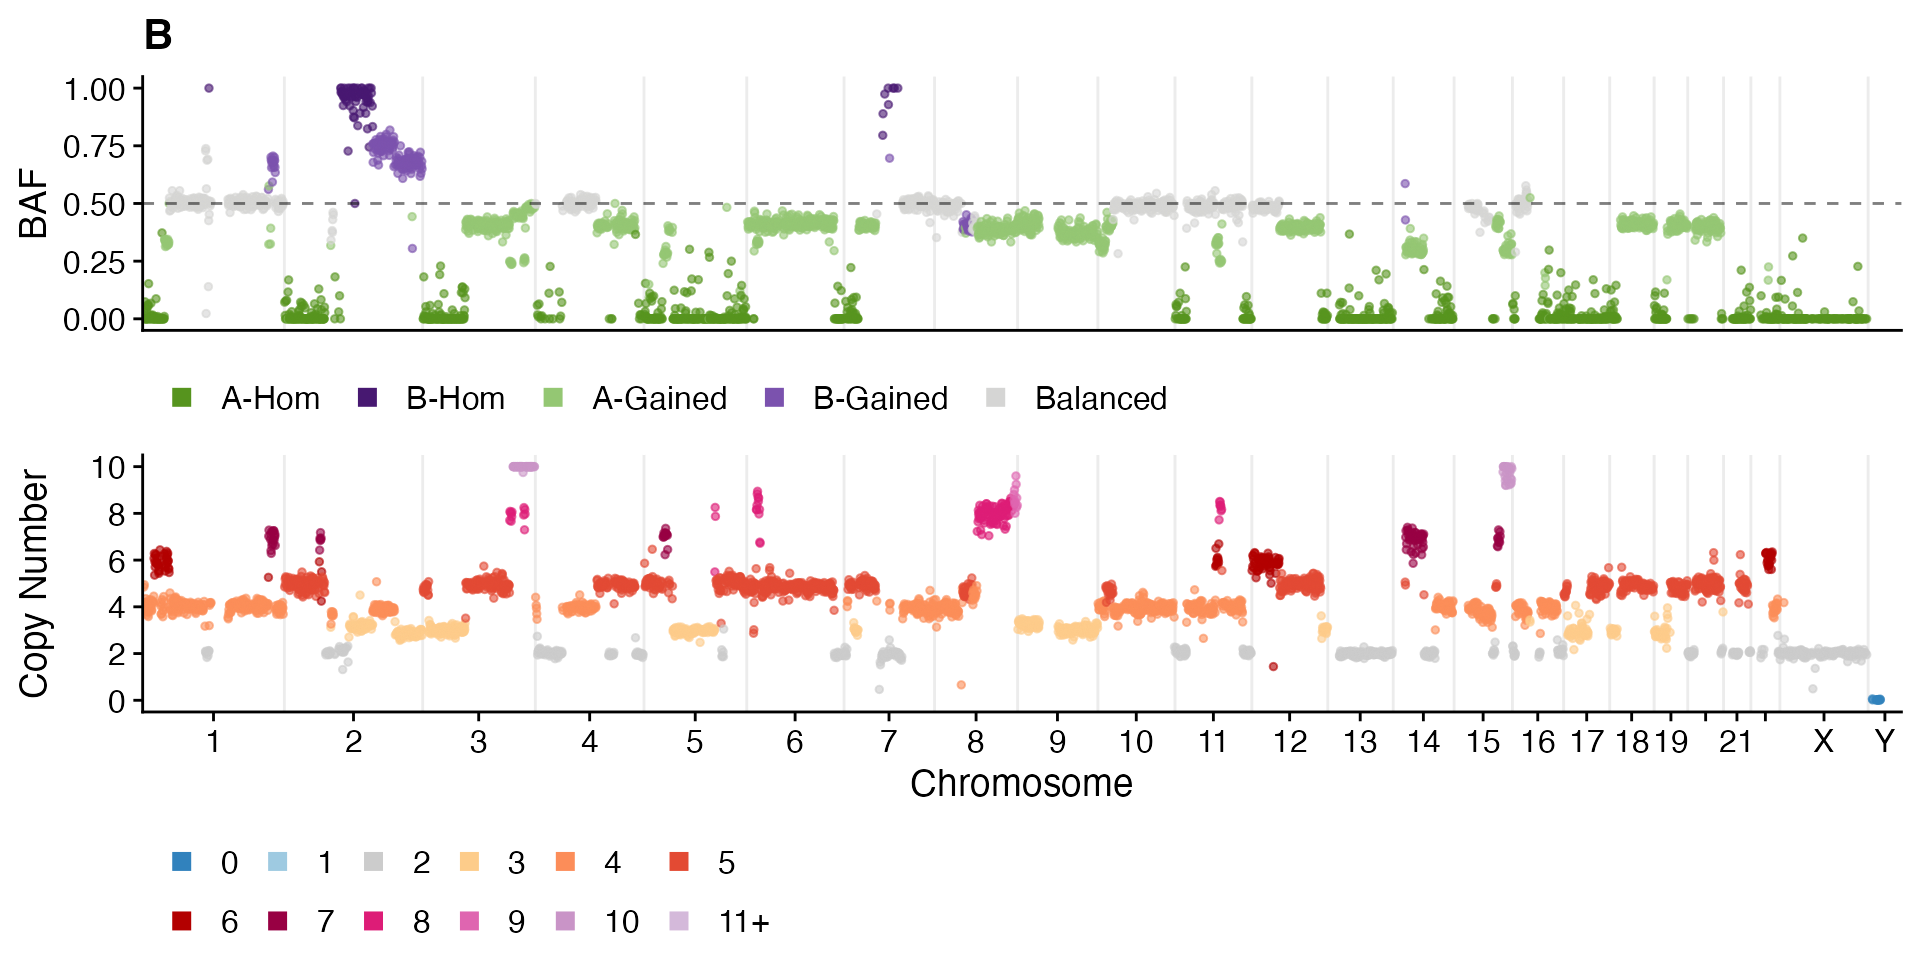 B
1.00
0.75
0.50
0.25
0.00
BAF
A-Hom B-Hom A-Gained B-Gained Balanced
10
8
6
4
2
0
Copy Number
1 2 3 4 5 6 7 8 9 10 11 12 13 14 15 16 17 18 19 21 X Y
Chromosome
0 1 2 3 4 5
6 7 8 9 10 11+